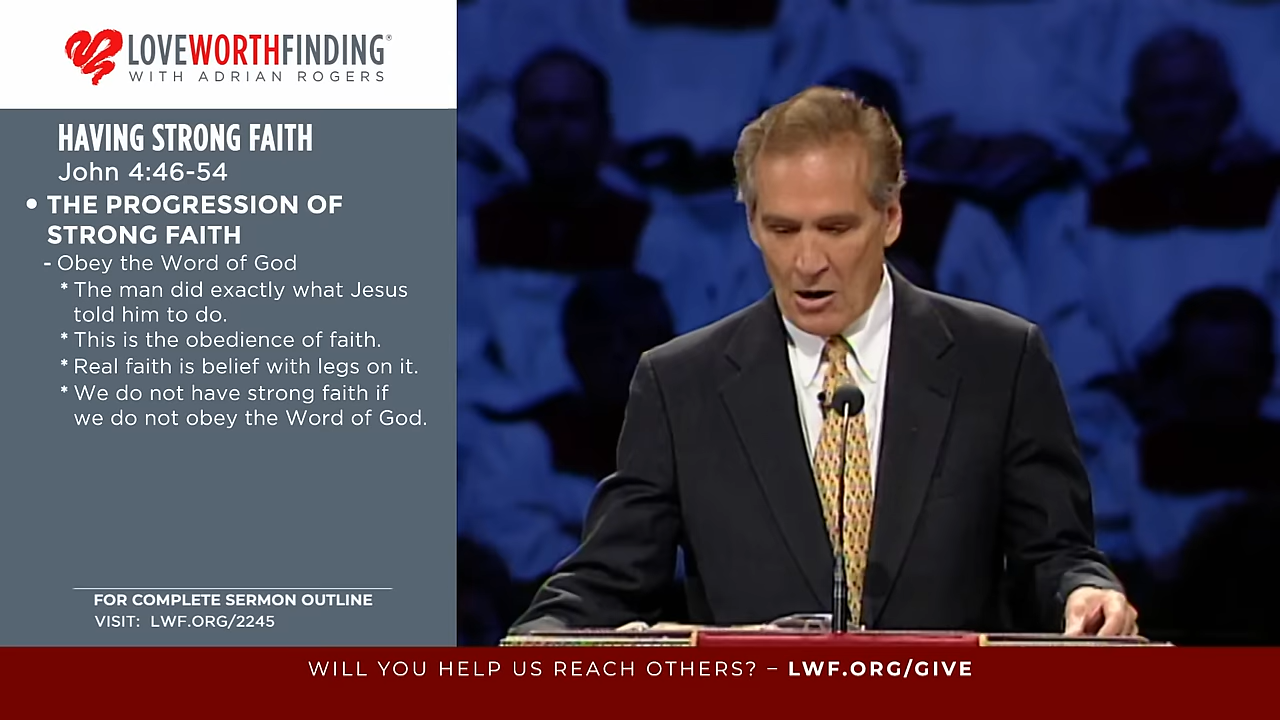 LOVEWORTHFINDING®
WITH ADRIAN ROGERS
HAVING STRONG FAITH
John 4:46-54
• THE PROGRESSION OF
STRONG FAITH
- Obey the Word of God
* The man did exactly what Jesus
told him to do.
* This is the obedience of faith.
* Real faith is belief with legs on it.
* We do not have strong faith if
we do not obey the Word of God.
FOR COMPLETE SERMON OUTLINE
VISIT: LWF.ORG/2245
WILL YOU HELP US REACH OTHERS? – LWF.ORG/GIVE